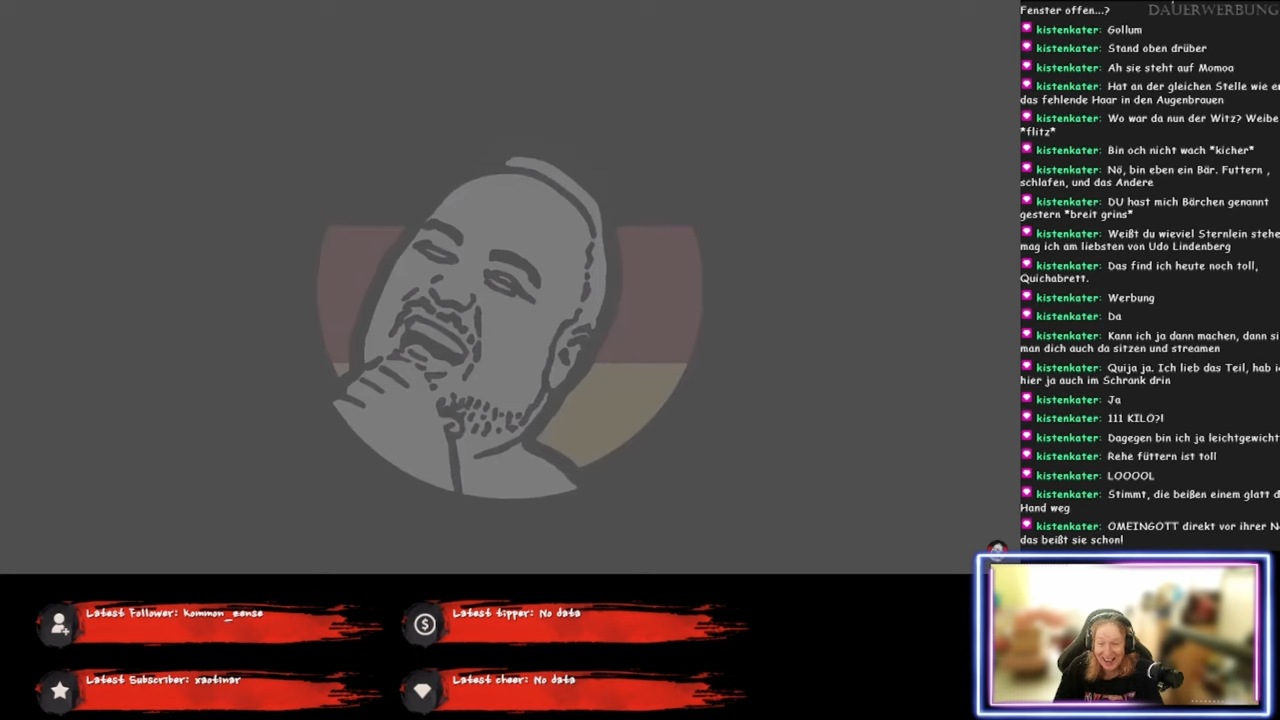 Fenster offen...?
DAUERWERBUNG
kistenkater: Gollum
kistenkater: Stand oben drüber
kistenkater: Ah sie steht auf Momoa
kistenkater: Hat an der gleichen Stelle wie er
das fehlende Haar in den Augenbrauen
kistenkater: Wo war da nun der Witz? Weibe
*flitz*
kistenkater: Bin och nicht wach *kicher*
kistenkater: Nö, bin eben ein Bär. Futtern ,
schlafen, und das Andere
kistenkater: DU hast mich Bärchen genannt
gestern *breit grins*
kistenkater: Weißt du wieviel Sternlein stehe
mag ich am liebsten von Udo Lindenberg
kistenkater: Das find ich heute noch toll,
Quichabrett.
kistenkater: Werbung
kistenkater: Da
kistenkater: Kann ich ja dann machen, dann si
man dich auch da sitzen und streamen
kistenkater: Quija ja. Ich lieb das Teil, hab i
hier ja auch im Schrank drin
kistenkater: Ja
kistenkater: 111 KILO?!
kistenkater: Dagegen bin ich ja leichtgewicht
kistenkater: Rehe füttern ist toll
kistenkater: LOOOOL
kistenkater: Stimmt, die beißen einem glatt d
Hand weg
kistenkater: OMEINGOTT direkt vor ihrer N
das beißt sie schon!
Latest Follower: Kommon_sense
Latest tipper: No data
Latest Subscriber: xaotinar
Latest cheer: No data